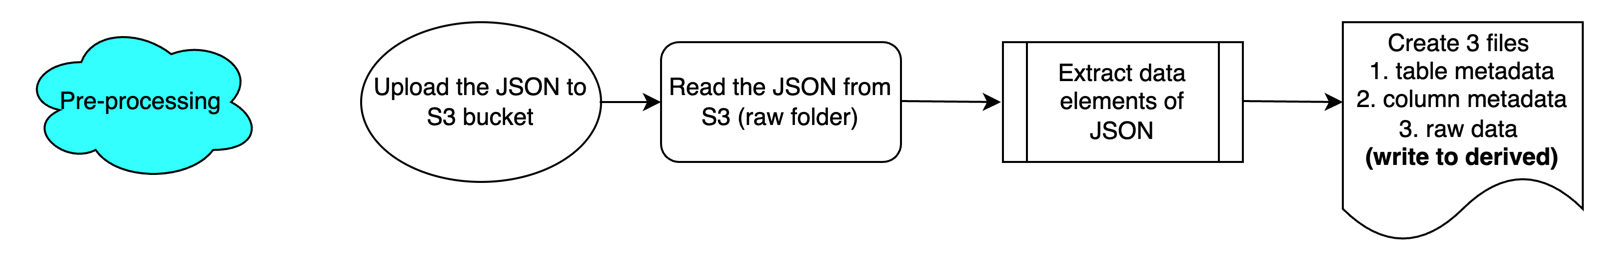 Pre-processing
Upload the JSON to
S3 bucket
Read the JSON from
S3 (raw folder)
Extract data
elements of
JSON
Create 3 files
1. table metadata
2. column metadata
3. raw data
(write to derived)